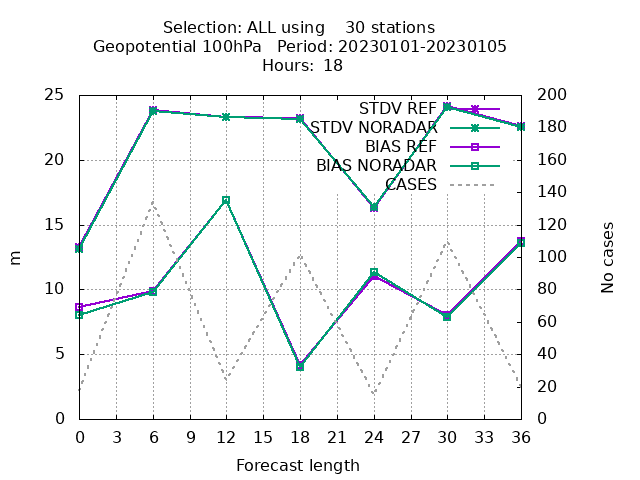 Selection: ALL using    30 stations
Geopotential 100hPa   Period: 20230101-20230105
Hours: 18
25 200
STDV REF
STDV NORADAR 180
20 BIAS REF 160
BIAS NORADAR
CASES 140
15 120
m No cases
100
10 80
60
5 40
20
0 0
0 3 6 9 12 15 18 21 24 27 30 33 36
Forecast length